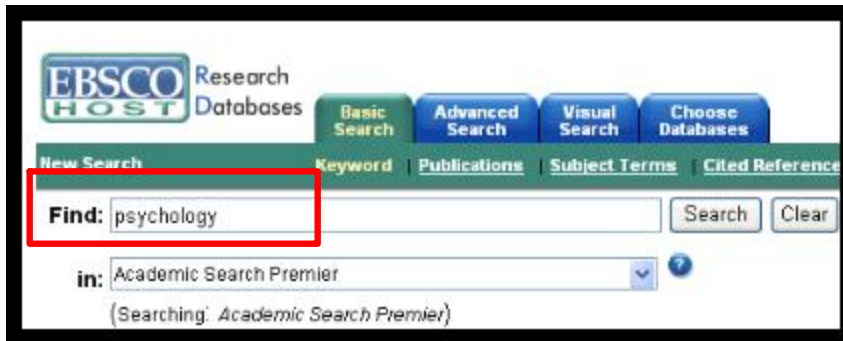 EBSCO
HOST
Research
Databases
Basic Search
Advanced Search
Visual Search
Choose Databases
New Search
Keyword | Publications | Subject Terms | Cited Reference
Find: psychology Search Clear
in: Academic Search Premier ?
(Searching: Academic Search Premier)